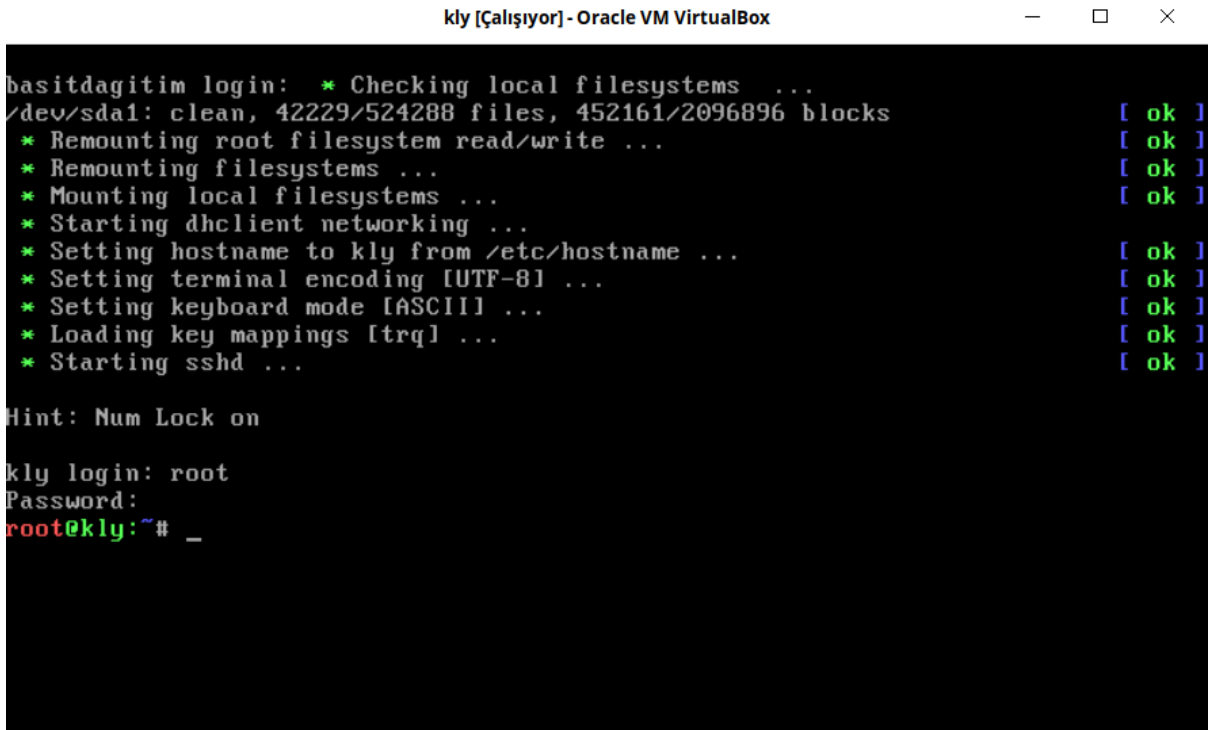 kly [Çalışıyor] - Oracle VM VirtualBox
basitdagitim login:  * Checking local filesystems  ...
/dev/sda1: clean, 42229/524288 files, 452161/2096896 blocks [ ok ]
 * Remounting root filesystem read/write ... [ ok ]
 * Remounting filesystems ... [ ok ]
 * Mounting local filesystems ... [ ok ]
 * Starting dhclient networking ...
 * Setting hostname to kly from /etc/hostname ... [ ok ]
 * Setting terminal encoding [UTF-8] ... [ ok ]
 * Setting keyboard mode [ASCII] ... [ ok ]
 * Loading key mappings [trq] ... [ ok ]
 * Starting sshd ... [ ok ]
Hint: Num Lock on
kly login: root
Password:
root@kly:~# _